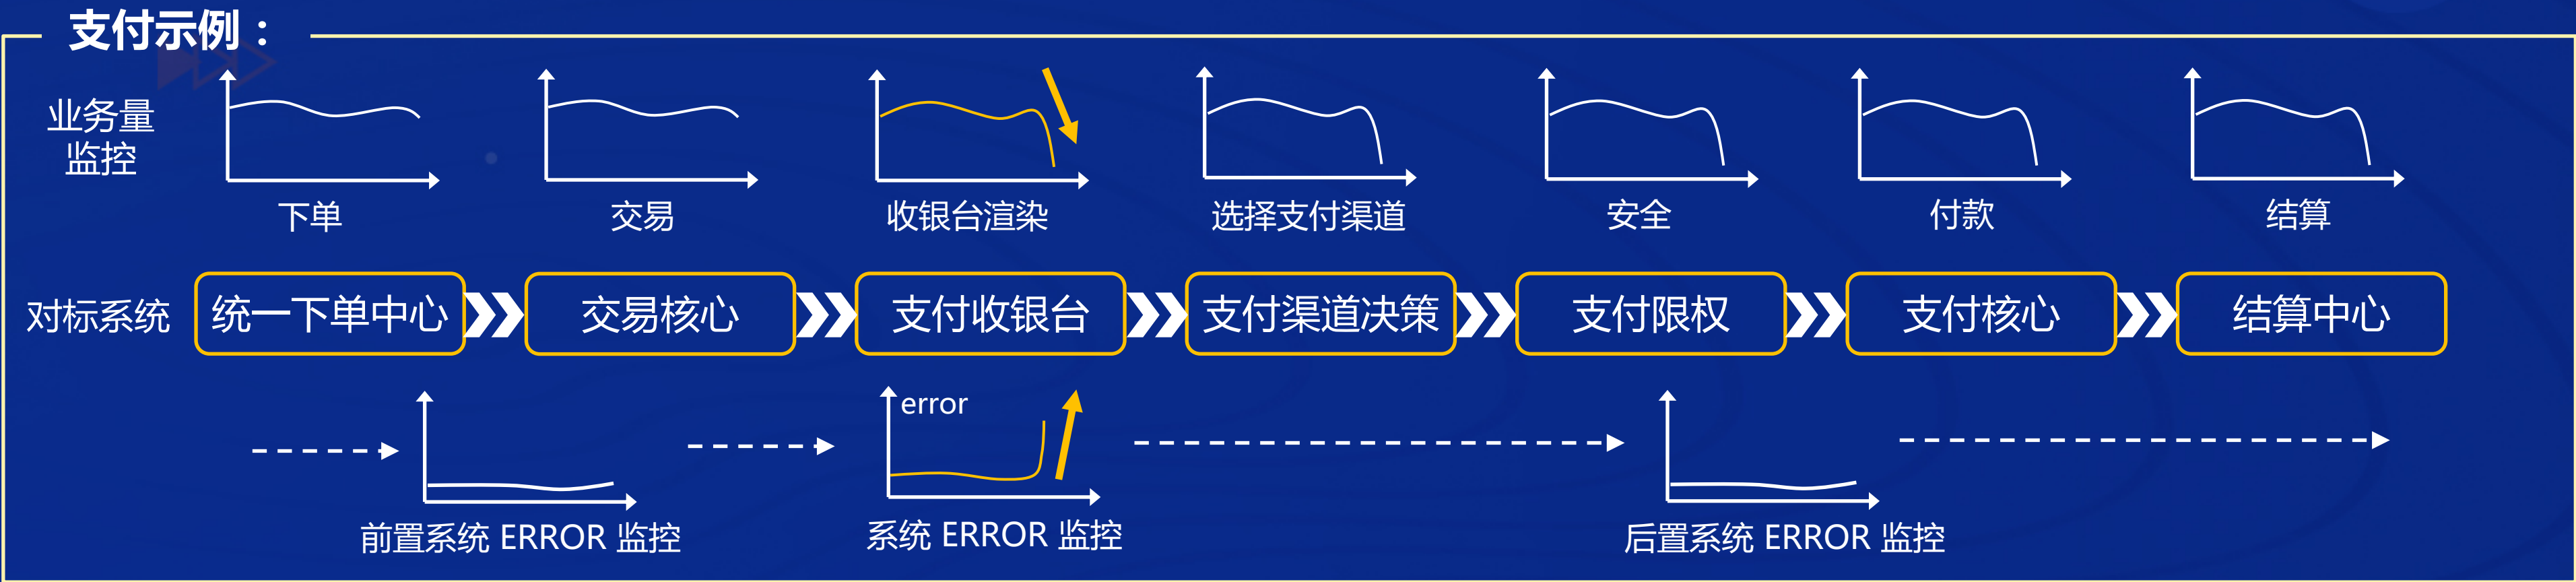 支付示例：
业务量
监控
下单
交易
收银台渲染
选择支付渠道
安全
付款
结算
对标系统
统一下单中心
交易核心
支付收银台
支付渠道决策
支付限权
支付核心
结算中心
error
前置系统 ERROR 监控
系统 ERROR 监控
后置系统 ERROR 监控